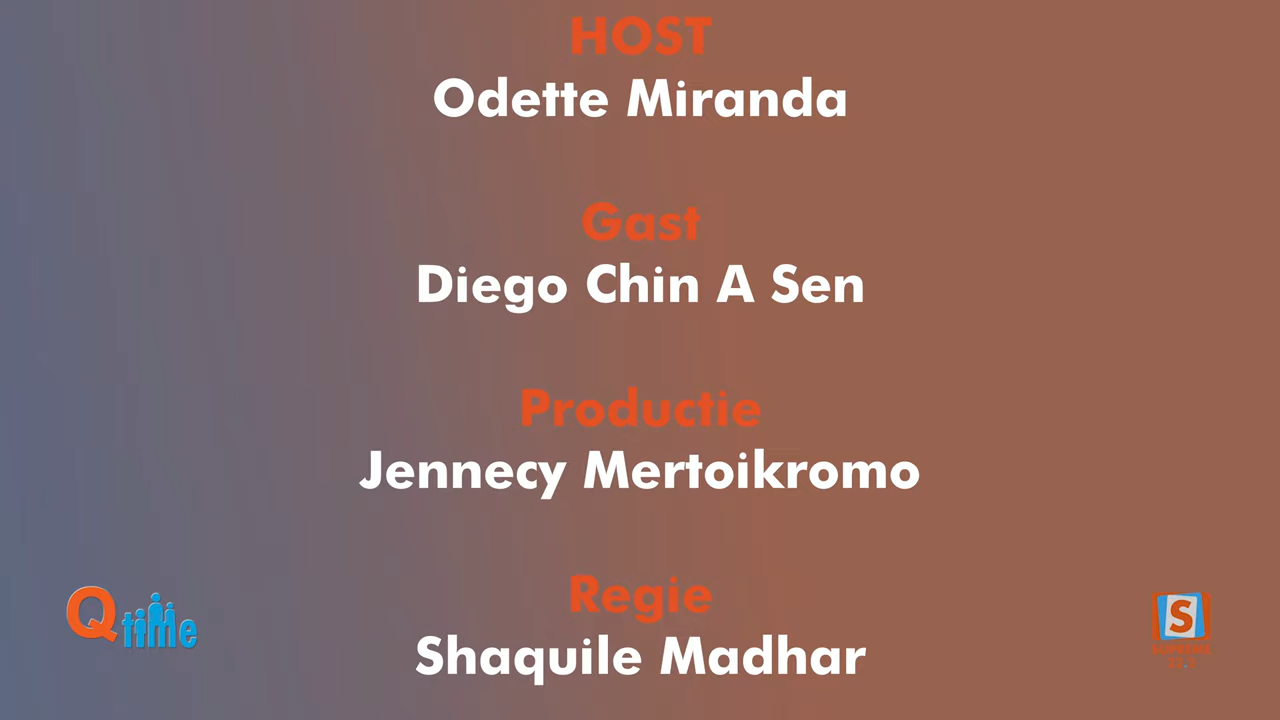 HOST
Odette Miranda
Gast
Diego Chin A Sen
Productie
Jennecy Mertoikromo
Regie
Shaquile Madhar
Q time
S